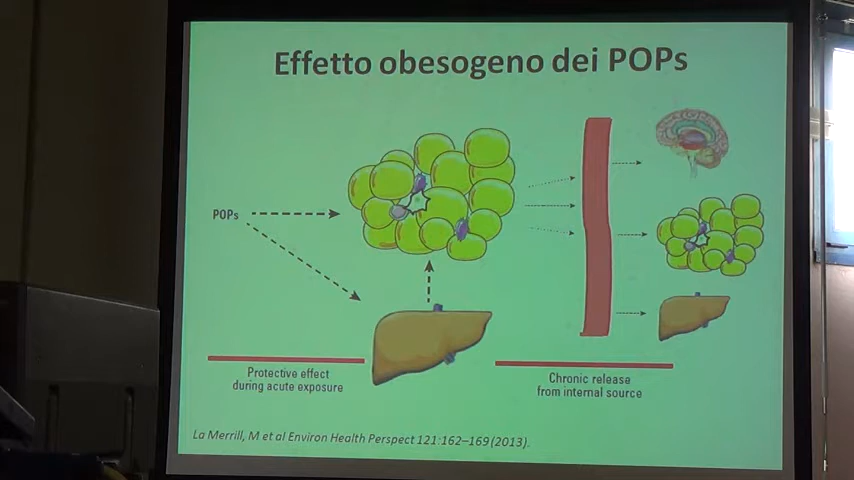 Effetto obesogeno dei POPs
POPs
Protective effect
during acute exposure
Chronic release
from internal source
La Merrill, M et al Environ Health Perspect 121:162–169 (2013).